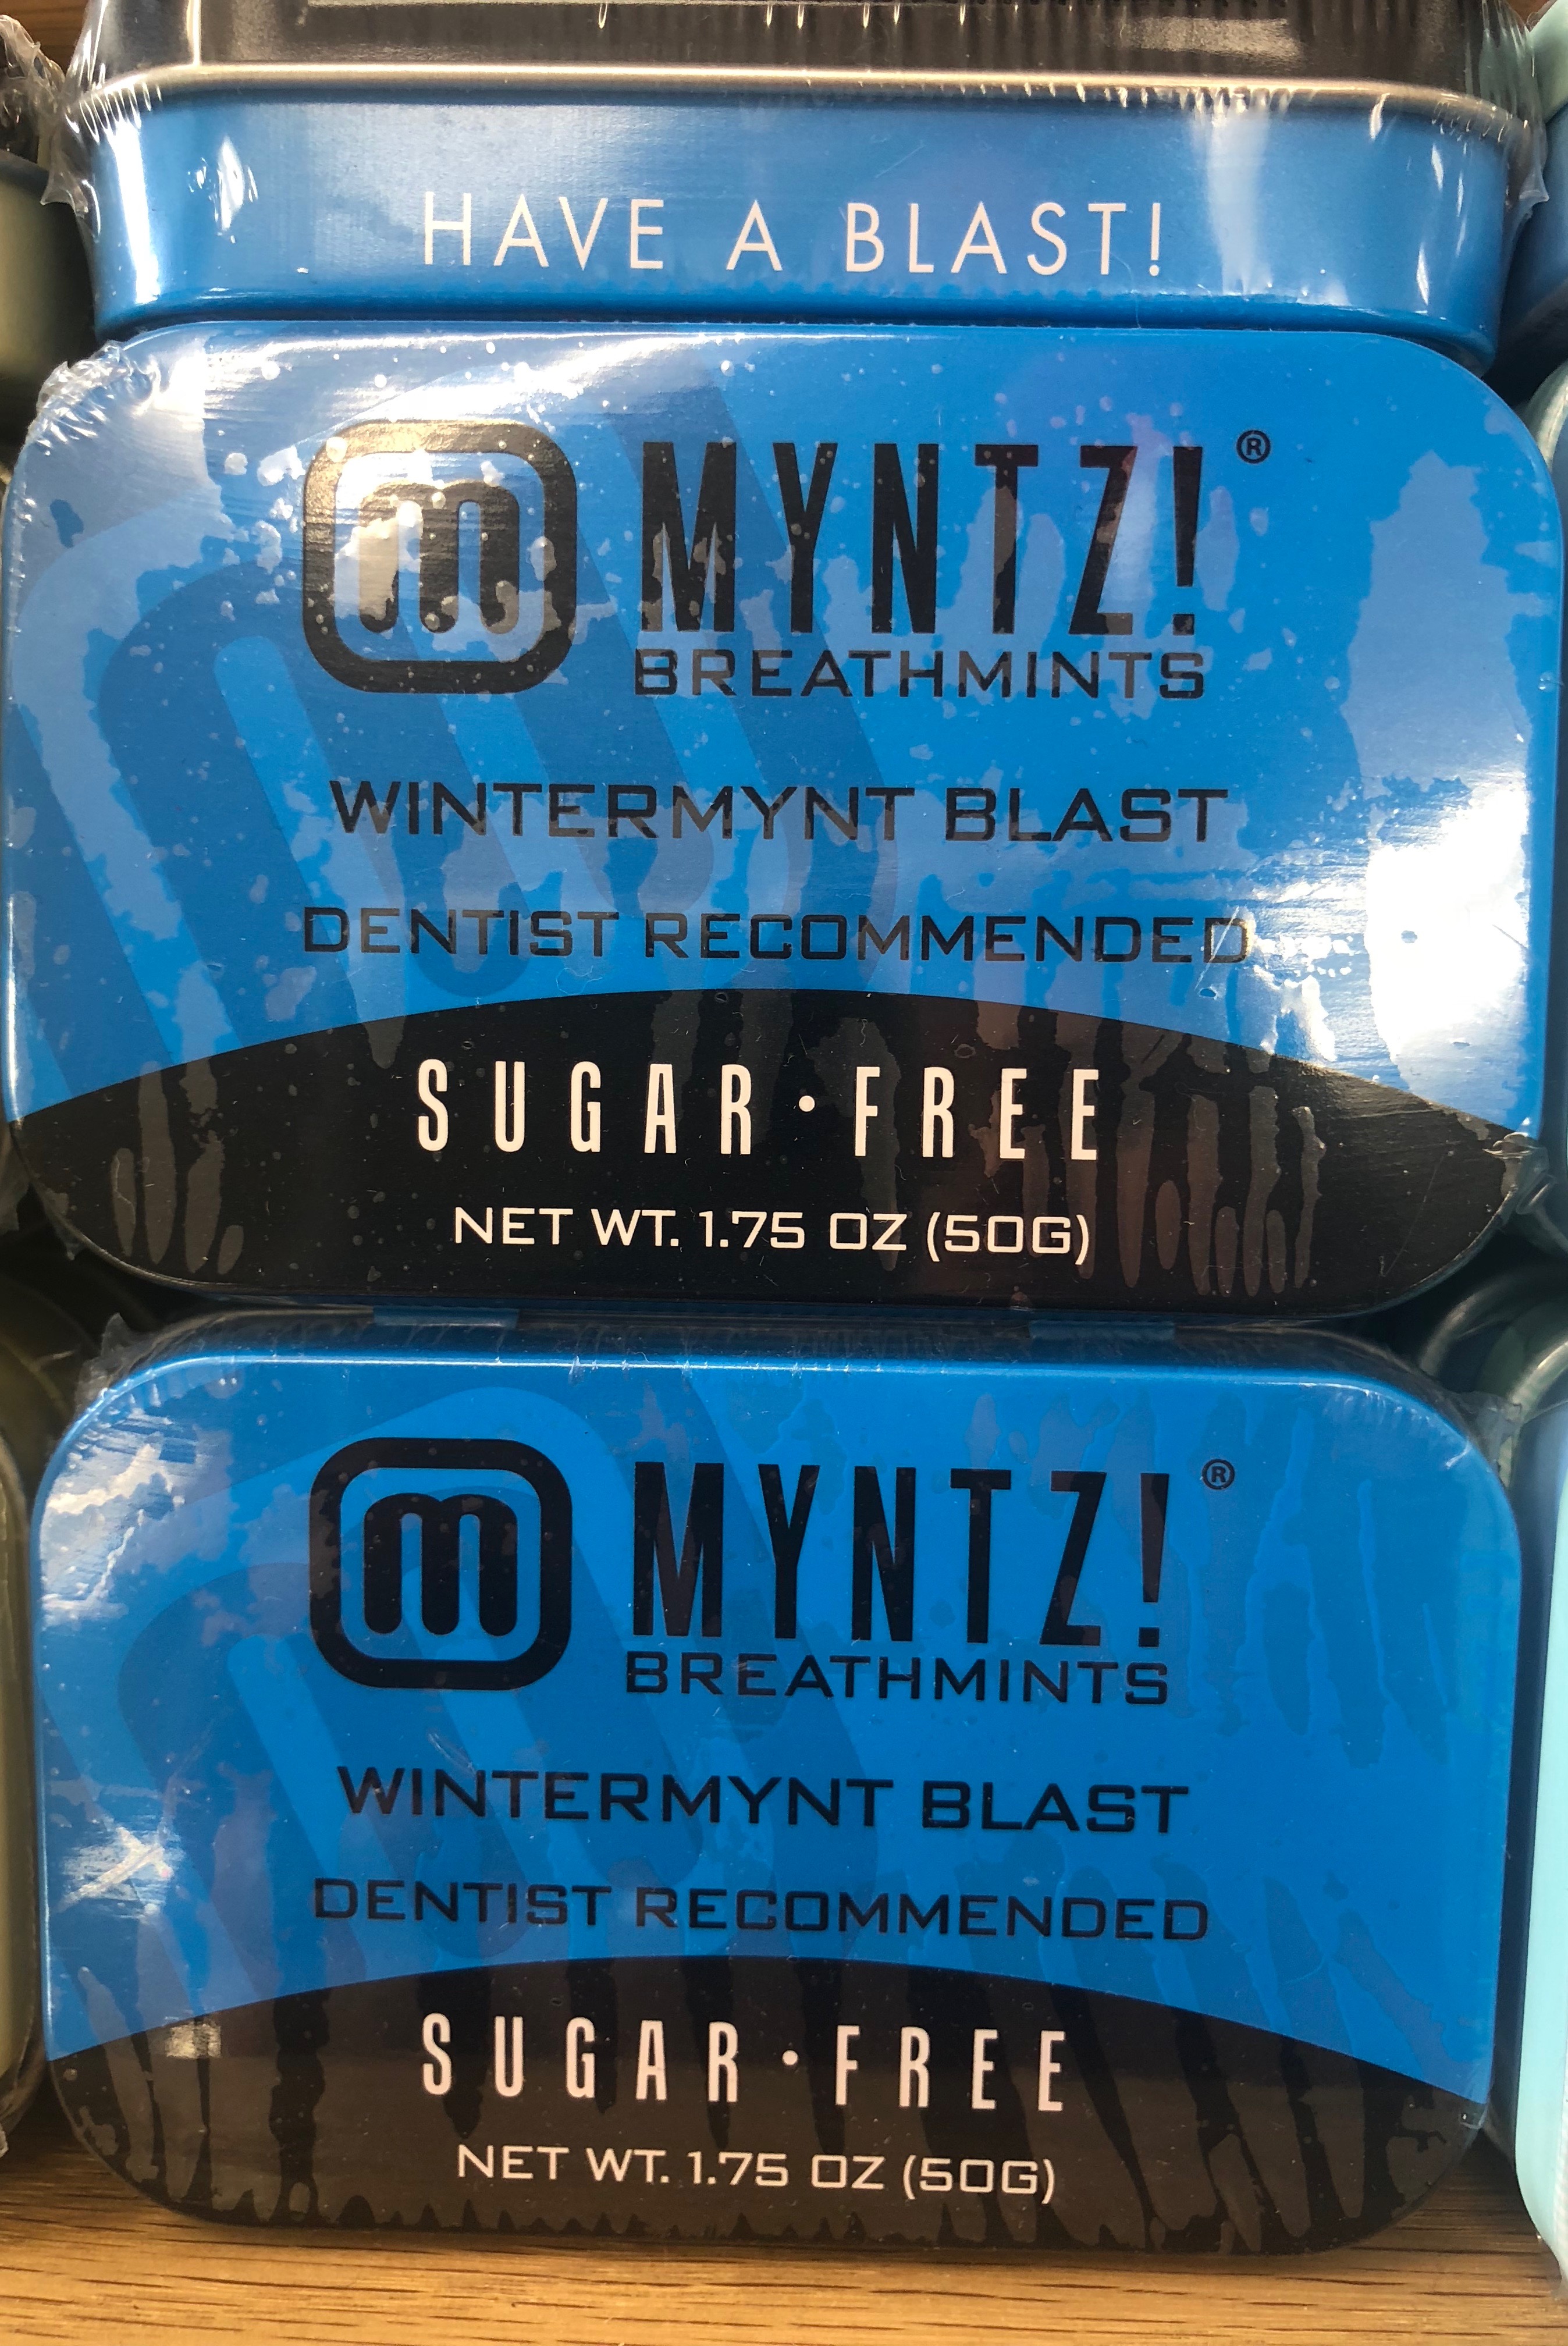 HAVE A BLAST!
m MYNTZ!®
BREATHMINTS
WINTERMYNT BLAST
DENTIST RECOMMENDED
SUGAR·FREE
NET WT. 1.75 OZ (50G)
m MYNTZ!®
BREATHMINTS
WINTERMYNT BLAST
DENTIST RECOMMENDED
SUGAR·FREE
NET WT. 1.75 OZ (50G)